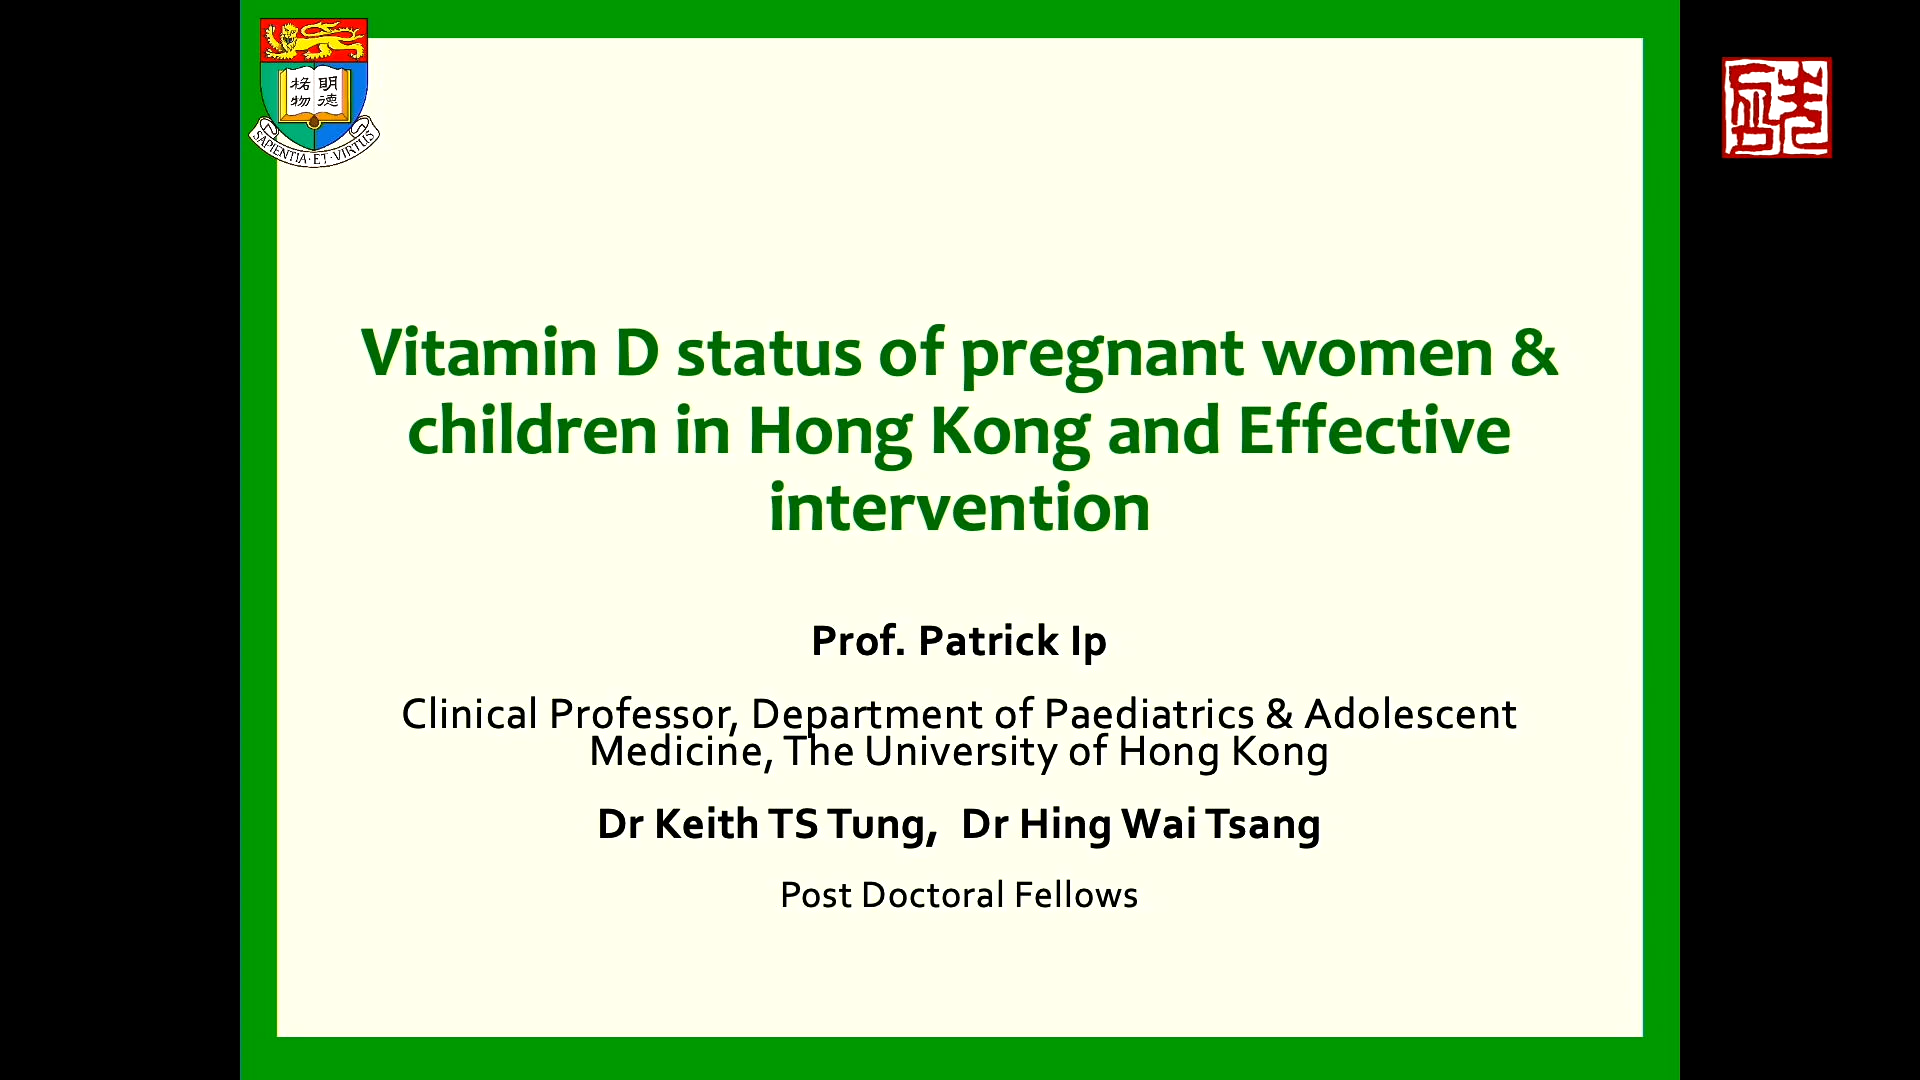 明德
格物
SAPIENTIA·ET·VIRTUS
Vitamin D status of pregnant women &
children in Hong Kong and Effective
intervention
Prof. Patrick Ip
Clinical Professor, Department of Paediatrics & Adolescent
Medicine, The University of Hong Kong
Dr Keith TS Tung,  Dr Hing Wai Tsang
Post Doctoral Fellows